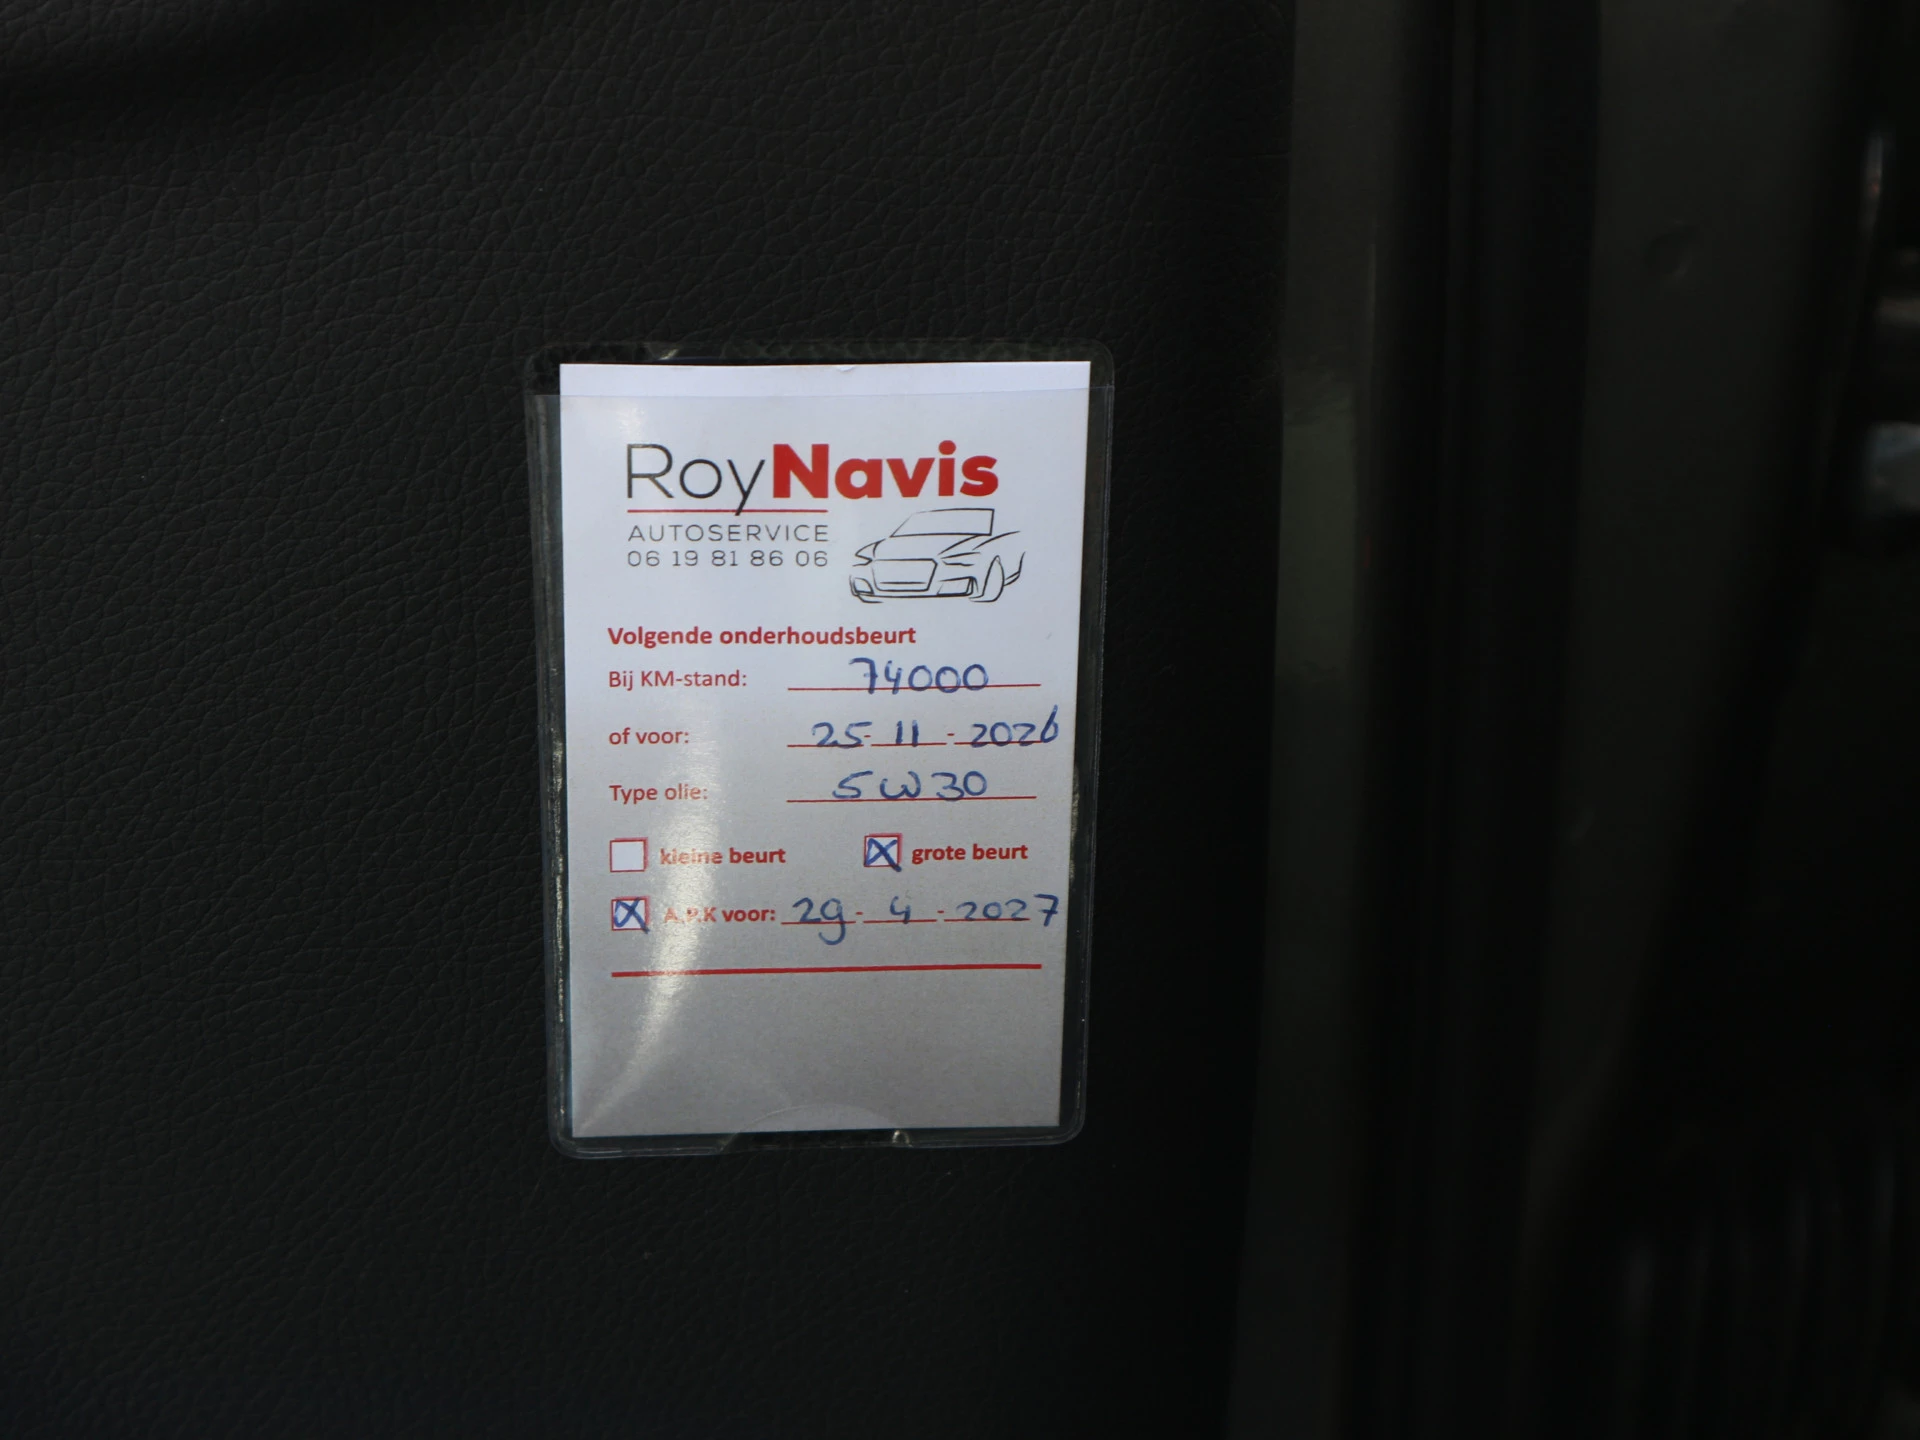 RoyNavis
AUTOSERVICE
06 19 81 86 06
Volgende onderhoudsbeurt
Bij KM-stand: 74000
of voor: 25-11-2026
Type olie: 5W30
kleine beurt grote beurt
A.P.K voor: 29-4-2027